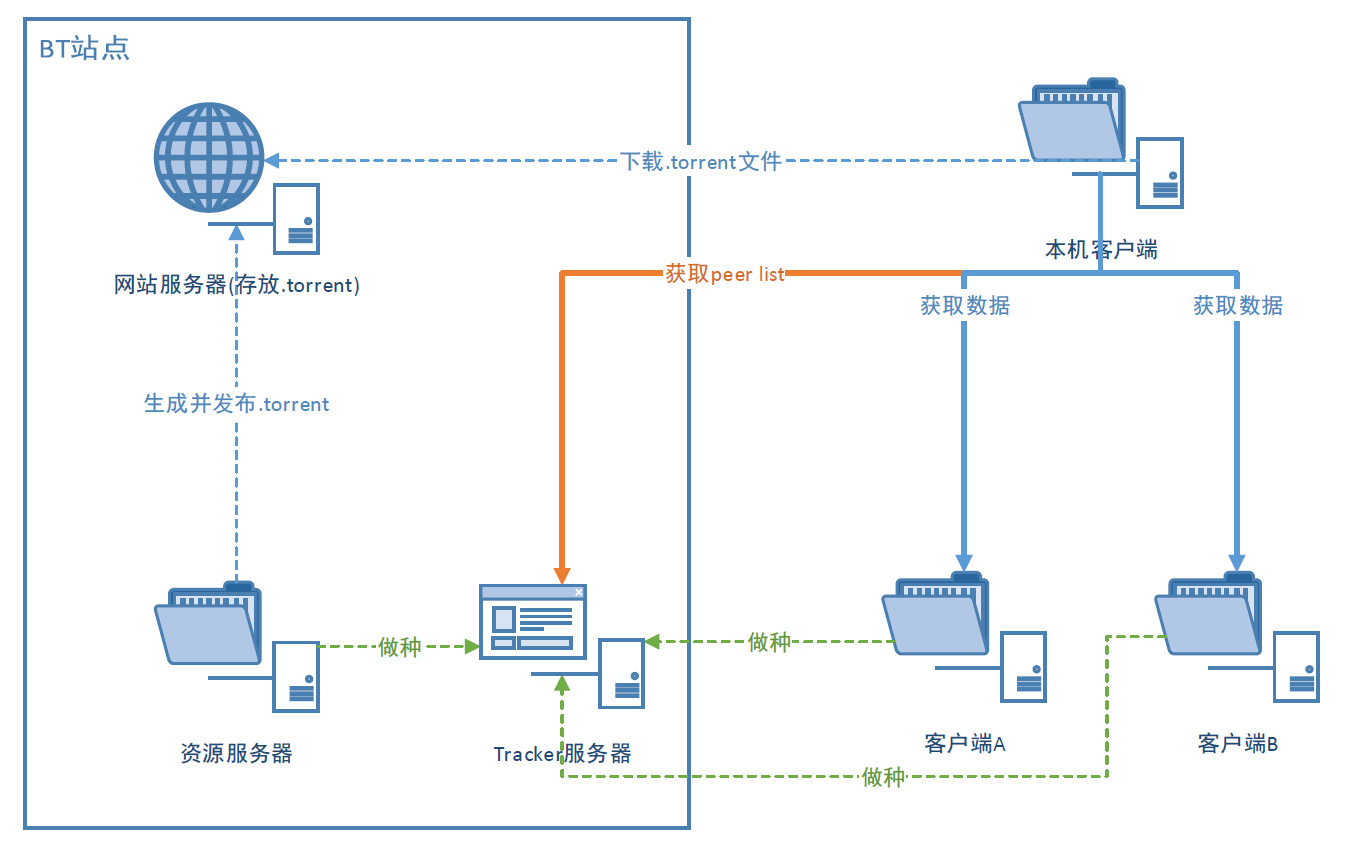 BT站点
下载.torrent文件
本机客户端
网站服务器(存放.torrent)
获取peer list
获取数据
获取数据
生成并发布.torrent
做种
做种
资源服务器
Tracker服务器
客户端A
客户端B
做种